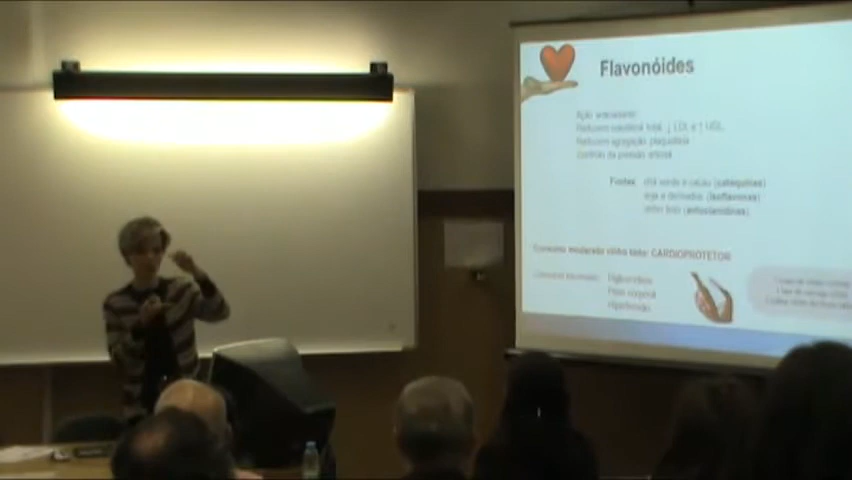 Flavonóides
Ação antioxidante:
Reduzem colesterol total, ↓ LDL e ↑ HDL
Reduzem agregação plaquetária
Controlo da pressão arterial
Fontes: chá verde e cacau (catequinas)
soja e derivados (isoflavonas)
vinho tinto (antocianidinas)
Consumo moderado vinho tinto: CARDIOPROTETOR
Consumo excessivo: Triglicerídeos
Peso corporal
Hipertensão